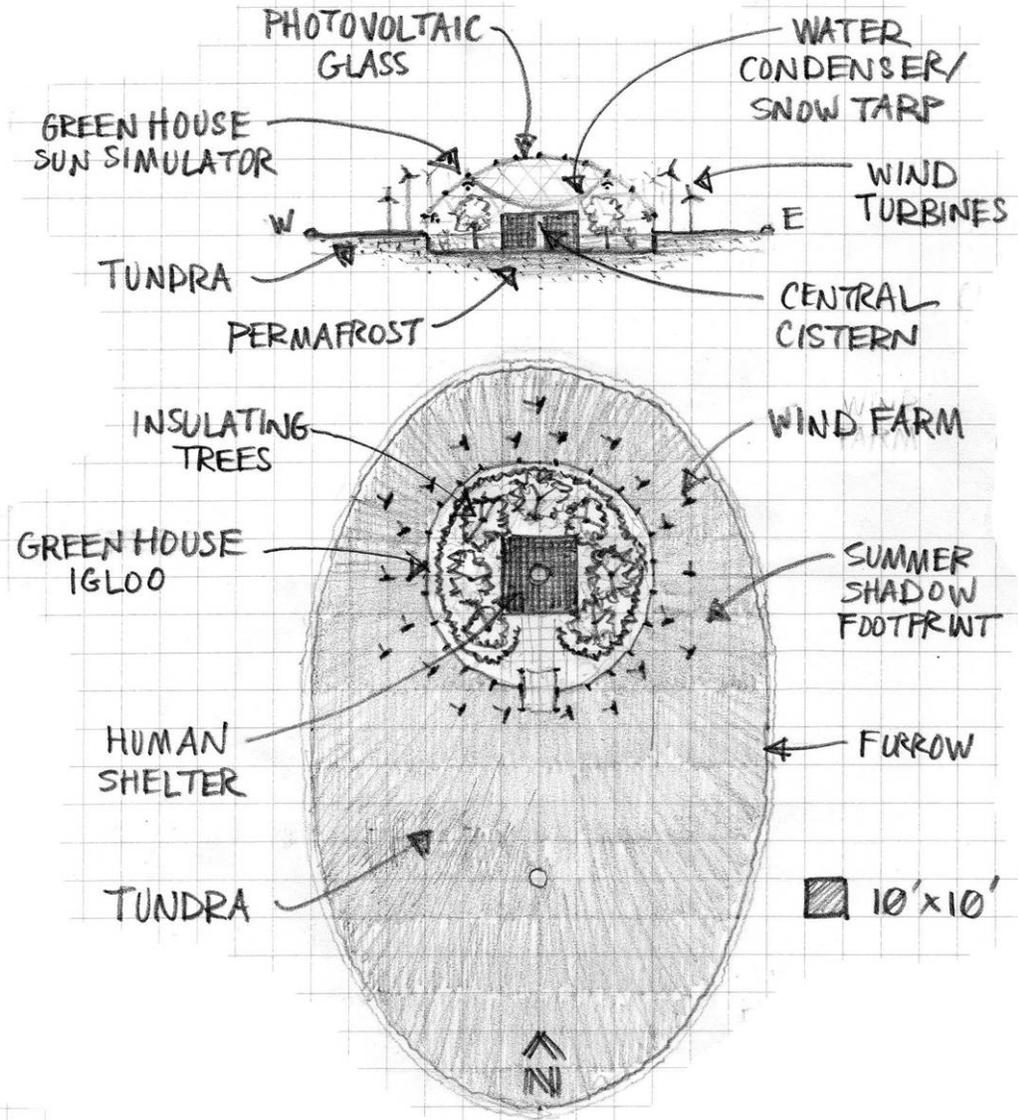 PHOTOVOLTAIC
GLASS
WATER
CONDENSER/
SNOW TARP
GREEN HOUSE
SUN SIMULATOR
WIND
TURBINES
W
E
TUNDRA
PERMAFROST
CENTRAL
CISTERN
INSULATING
TREES
WIND FARM
GREEN HOUSE
IGLOO
SUMMER
SHADOW
FOOTPRINT
HUMAN
SHELTER
FURROW
TUNDRA
10'x10'
N